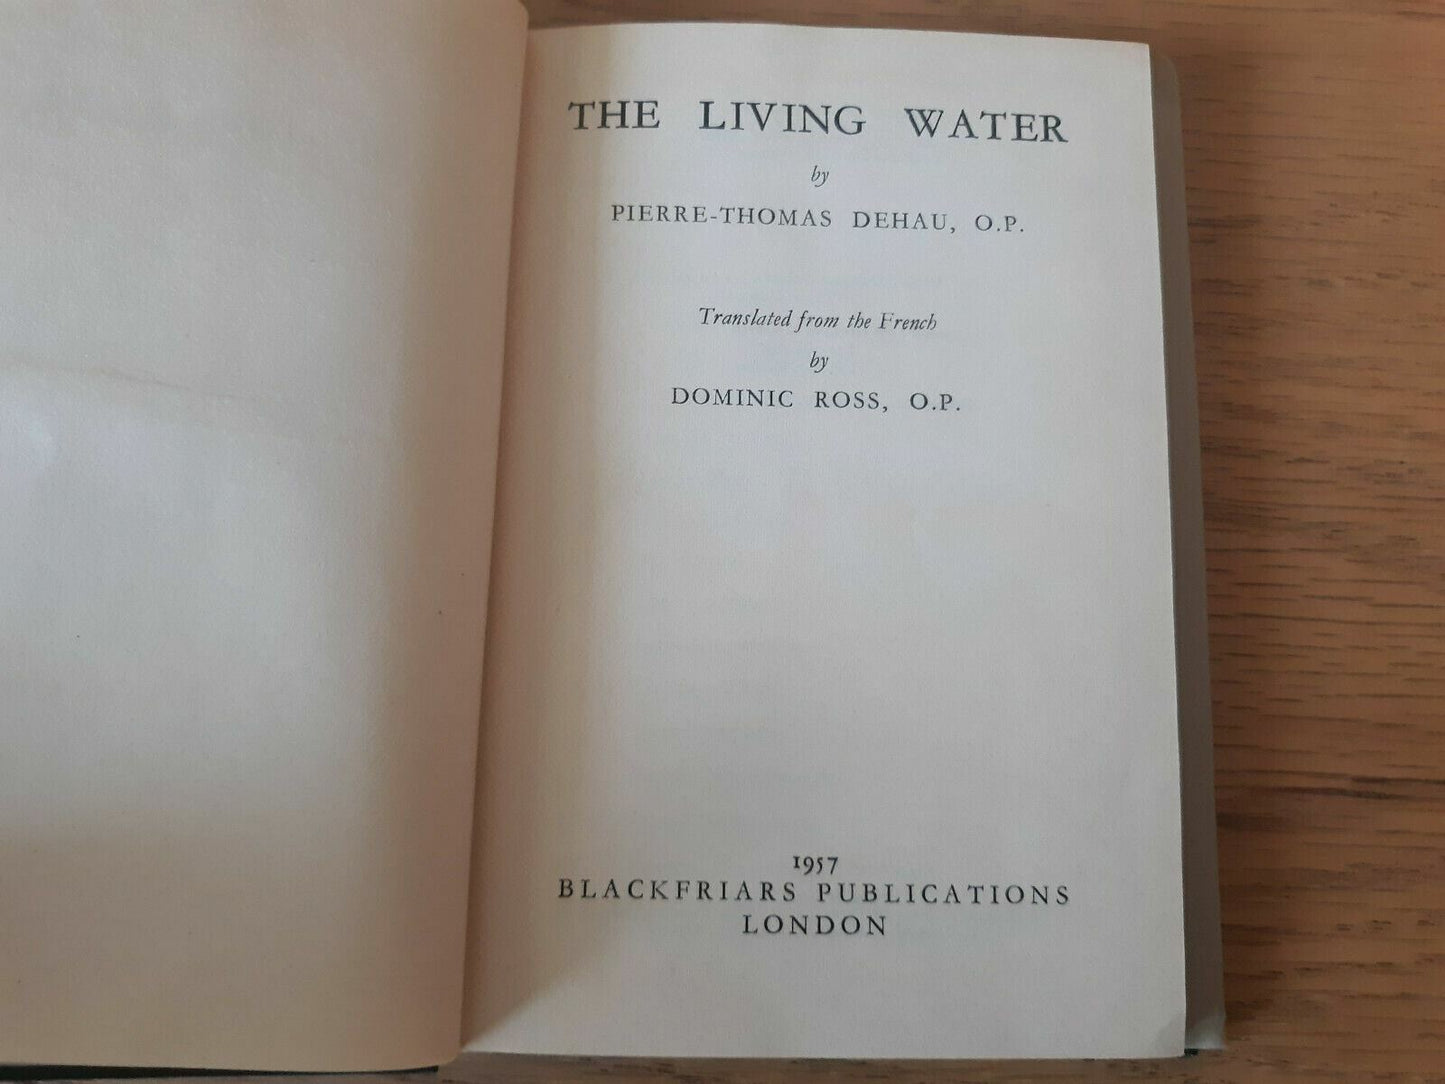 THE LIVING WATER
by
PIERRE-THOMAS DEHAU, O.P.
Translated from the French
by
DOMINIC ROSS, O.P.
1957
BLACKFRIARS PUBLICATIONS
LONDON